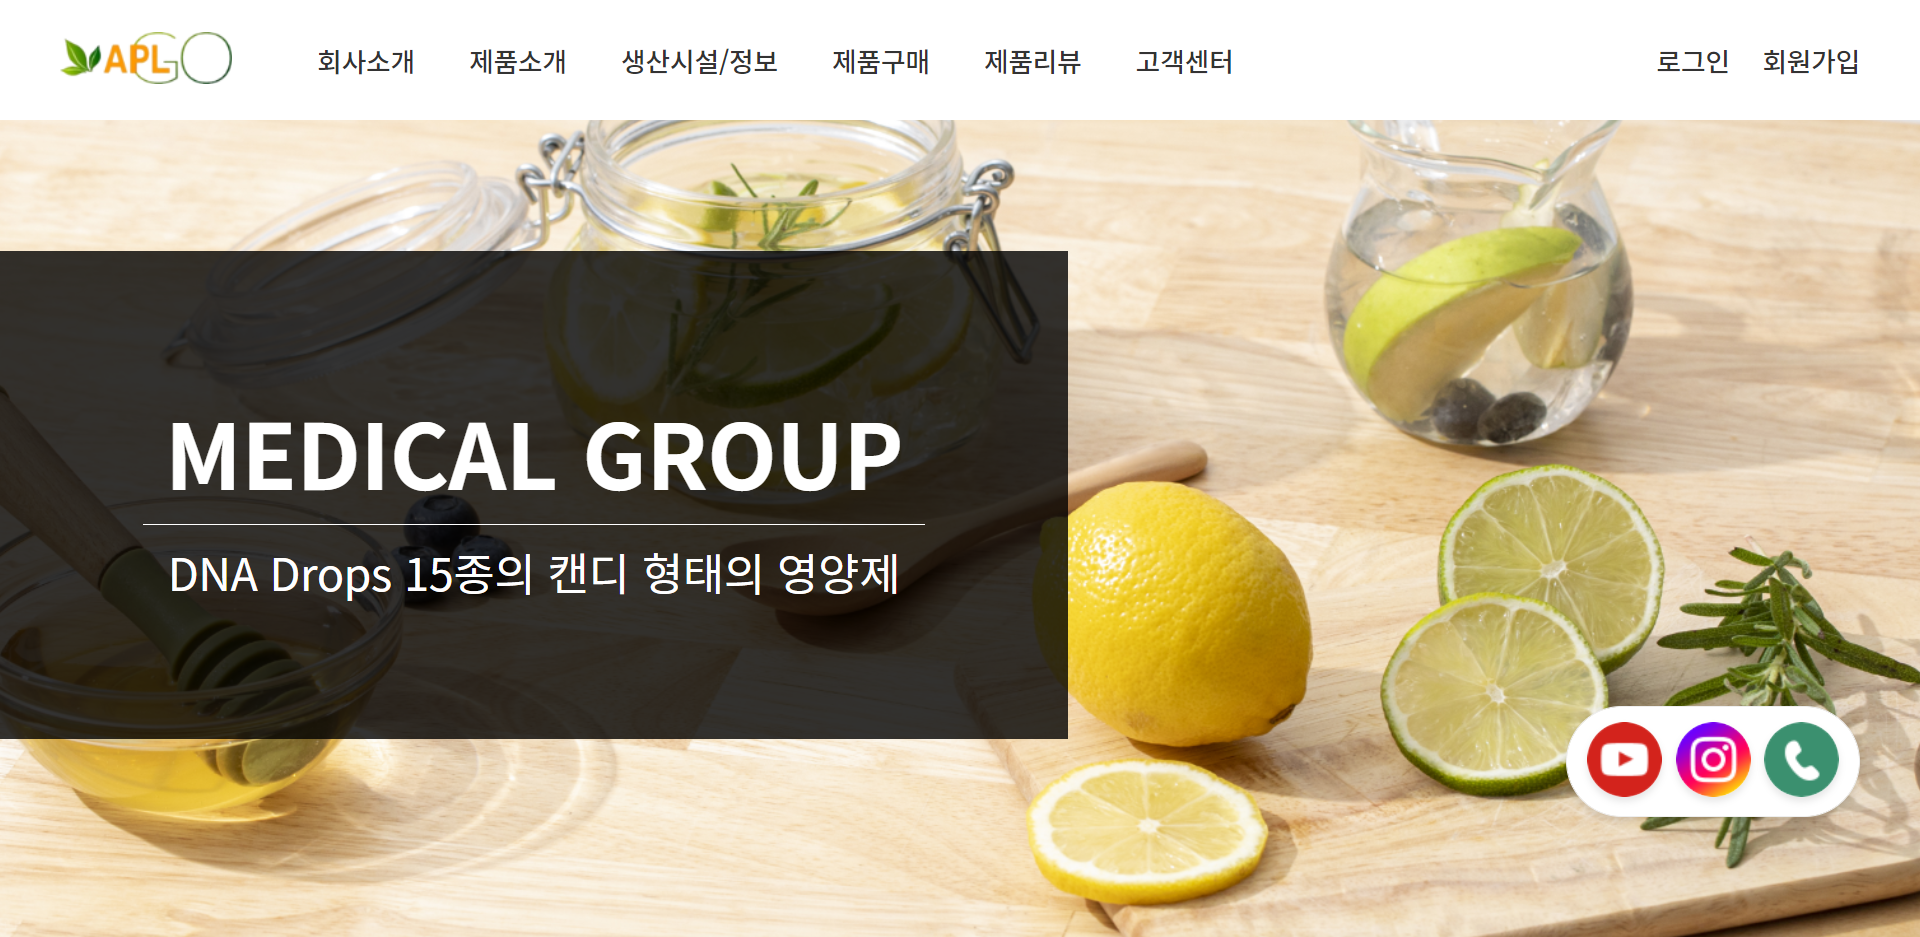 APLGO
회사소개
제품소개
생산시설/정보
제품구매
제품리뷰
고객센터
로그인
회원가입
MEDICAL GROUP
DNA Drops 15종의 캔디 형태의 영양제